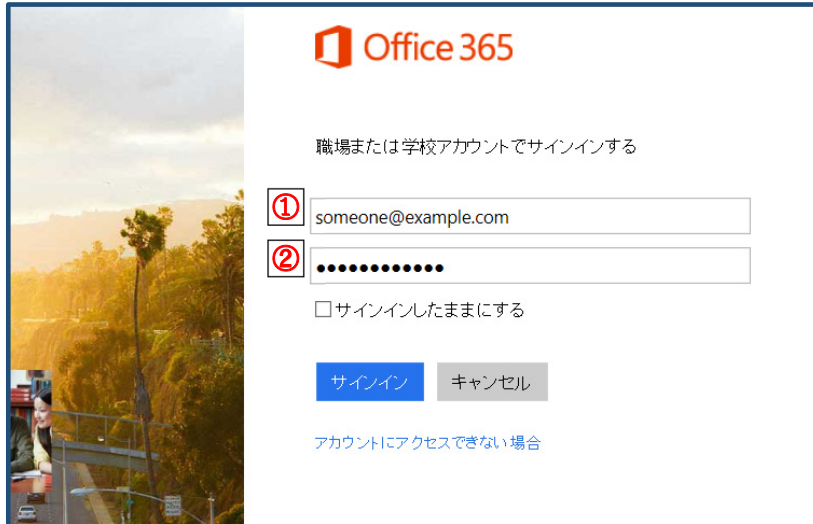 Office 365
職場または学校アカウントでサインインする
① someone@example.com
② ●●●●●●●●●●●●
サインインしたままにする
サインイン キャンセル
アカウントにアクセスできない場合